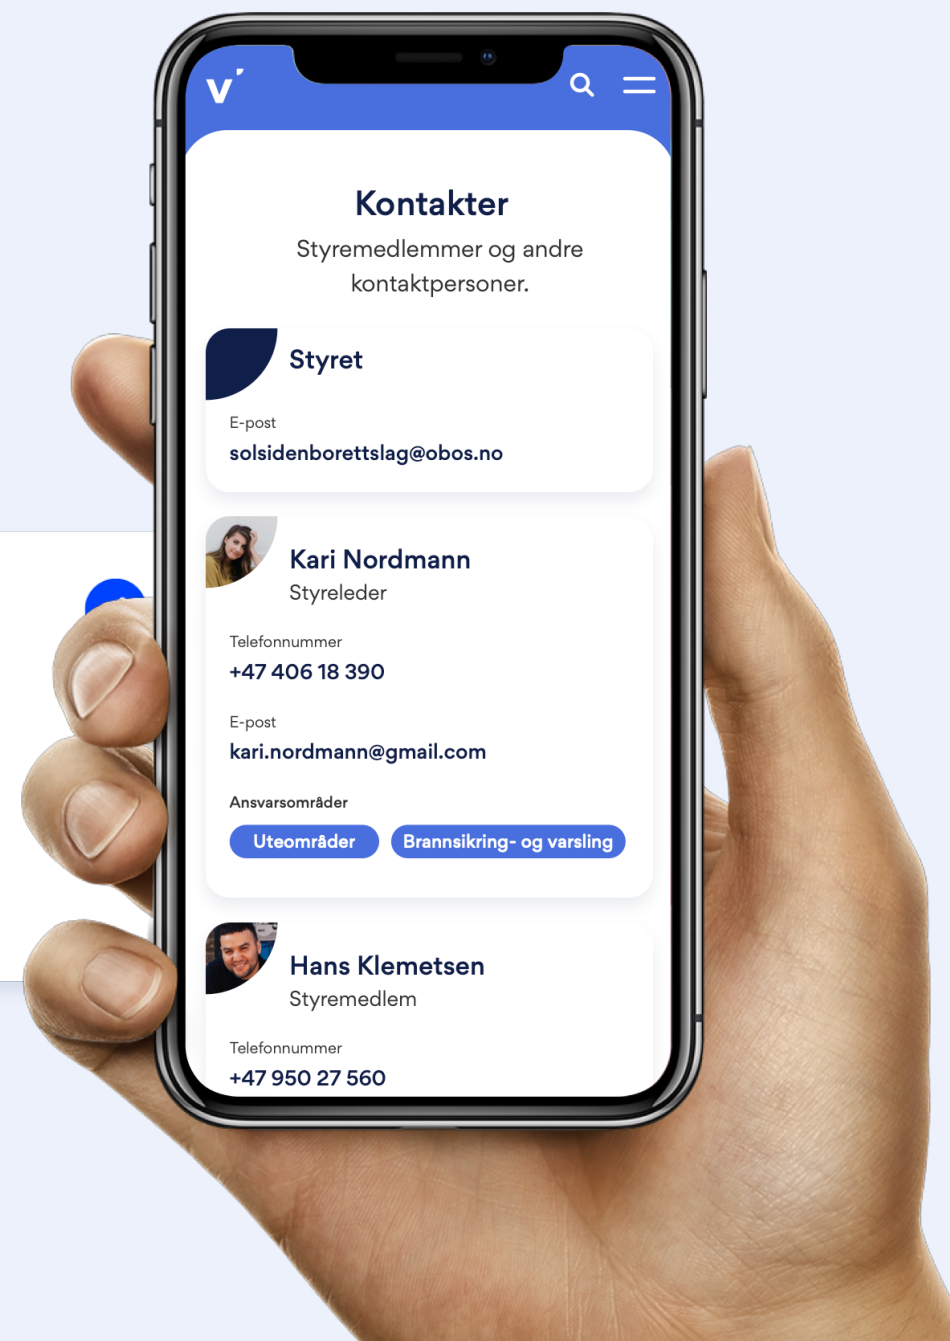 v
Kontakter
Styremedlemmer og andre
kontaktpersoner.
Styret
E-post
solsidenborettslag@obos.no
Kari Nordmann
Styreleder
Telefonnummer
+47 406 18 390
E-post
kari.nordmann@gmail.com
Ansvarsområder
Uteområder
Brannsikring- og varsling
Hans Klemetsen
Styremedlem
Telefonnummer
+47 950 27 560